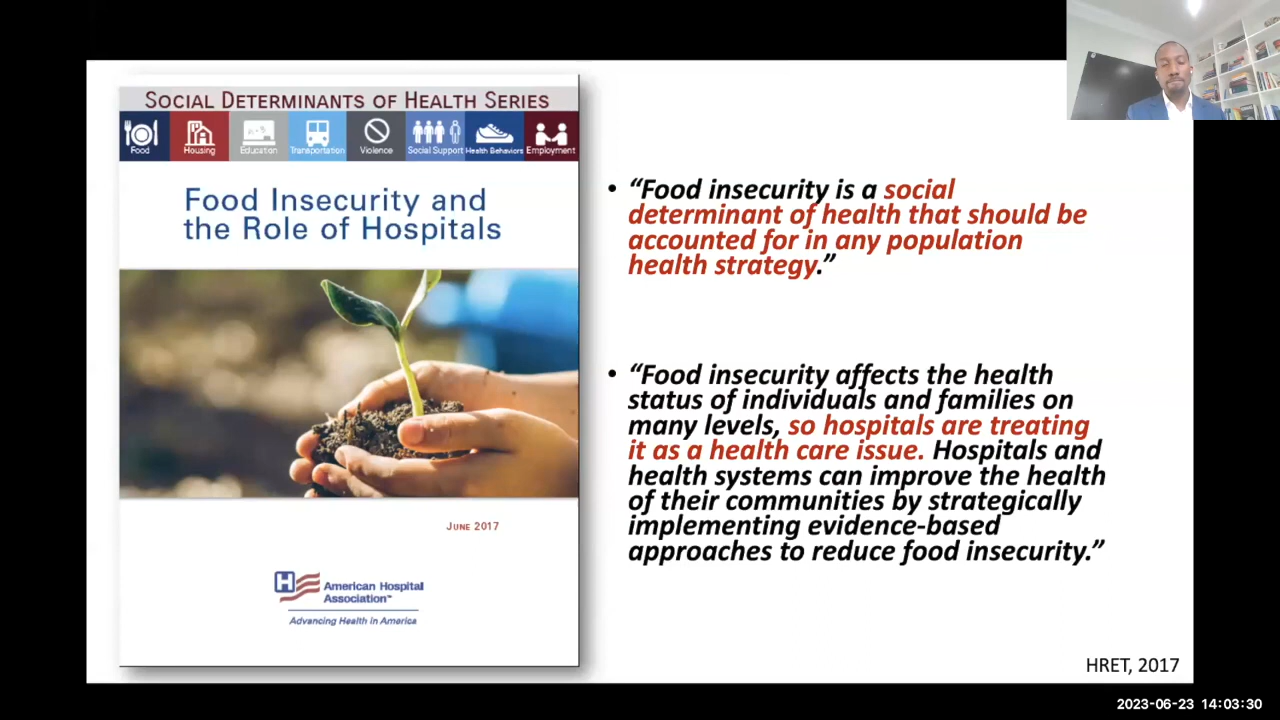 SOCIAL DETERMINANTS OF HEALTH SERIES
Food
Housing
Education
Transportation
Violence
Social Support
Health Behaviors
Employment
Food Insecurity and
the Role of Hospitals
JUNE 2017
H
American Hospital
Association™
Advancing Health in America
• “Food insecurity is a social
determinant of health that should be
accounted for in any population
health strategy.”
• “Food insecurity affects the health
status of individuals and families on
many levels, so hospitals are treating
it as a health care issue. Hospitals and
health systems can improve the health
of their communities by strategically
implementing evidence-based
approaches to reduce food insecurity.”
HRET, 2017
2023-06-23 14:03:30